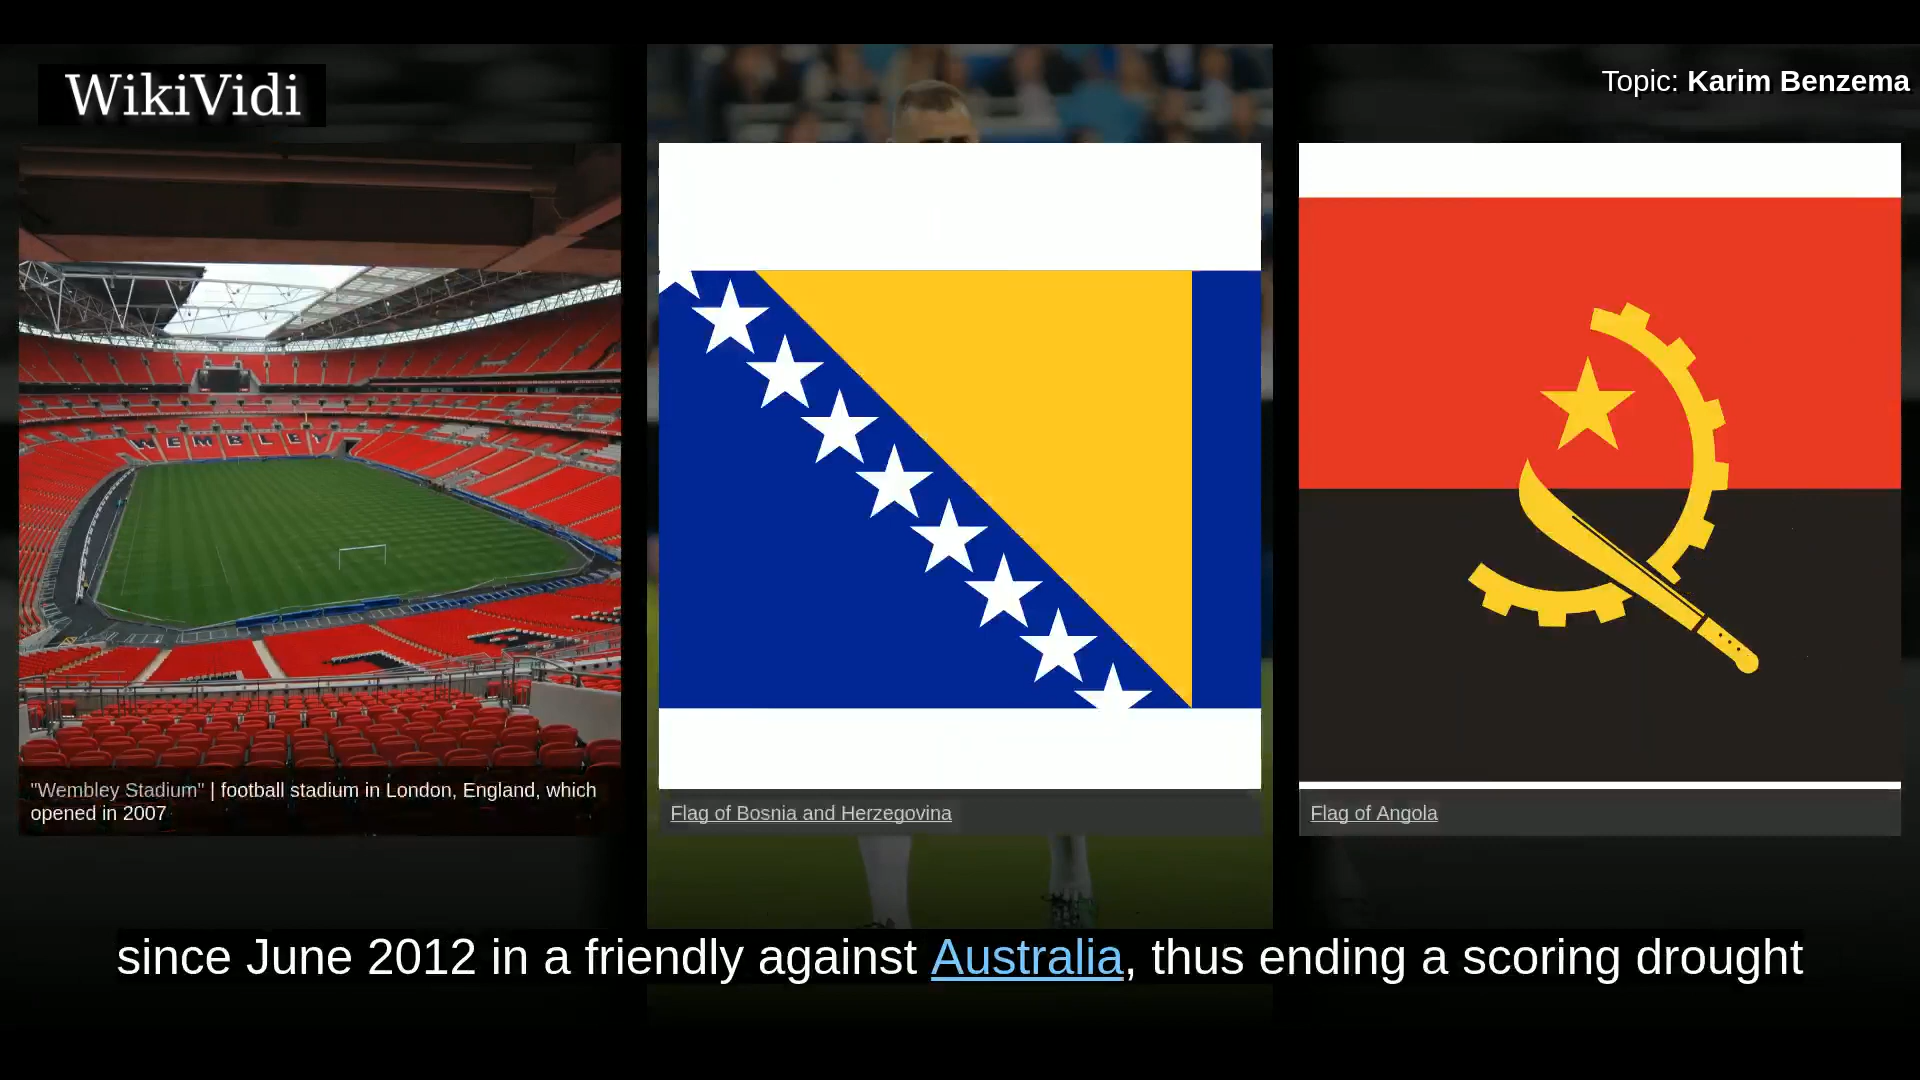 WikiVidi
Topic: Karim Benzema
WEMBLEY
"Wembley Stadium" | football stadium in London, England, which
opened in 2007
Flag of Bosnia and Herzegovina
Flag of Angola
since June 2012 in a friendly against Australia, thus ending a scoring drought